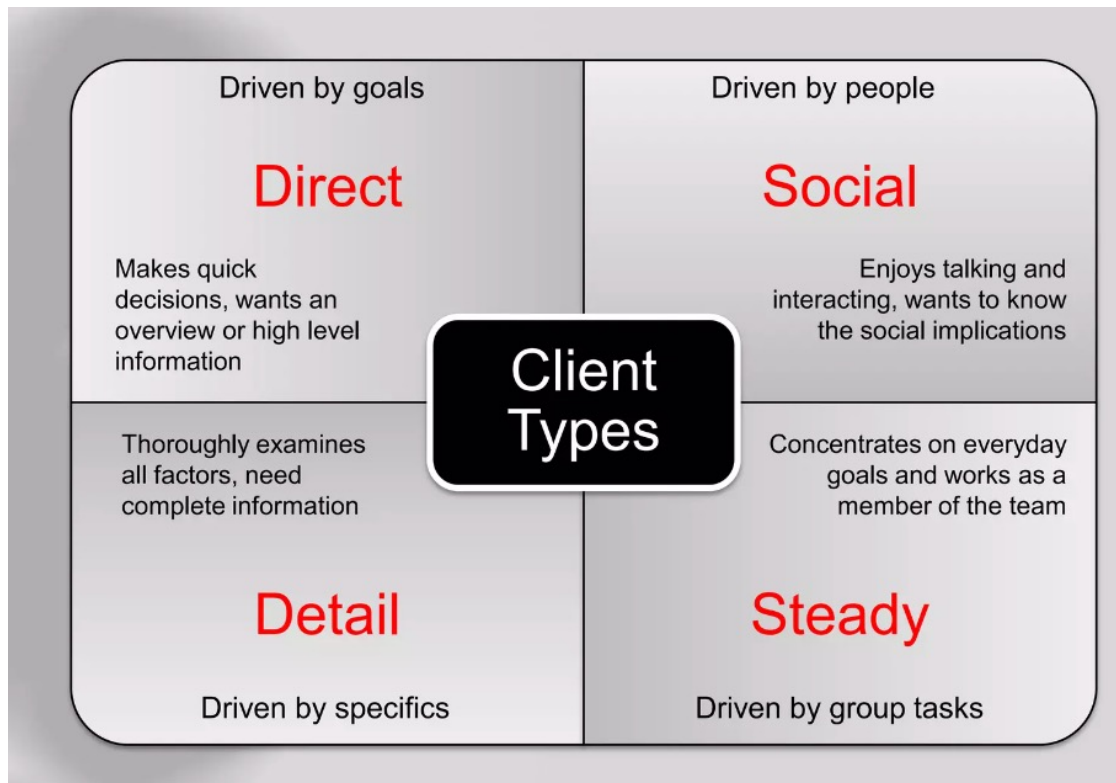 Driven by goals
Direct
Makes quick
decisions, wants an
overview or high level
information
Driven by people
Social
Enjoys talking and
interacting, wants to know
the social implications
Client
Types
Thoroughly examines
all factors, need
complete information
Detail
Driven by specifics
Concentrates on everyday
goals and works as a
member of the team
Steady
Driven by group tasks